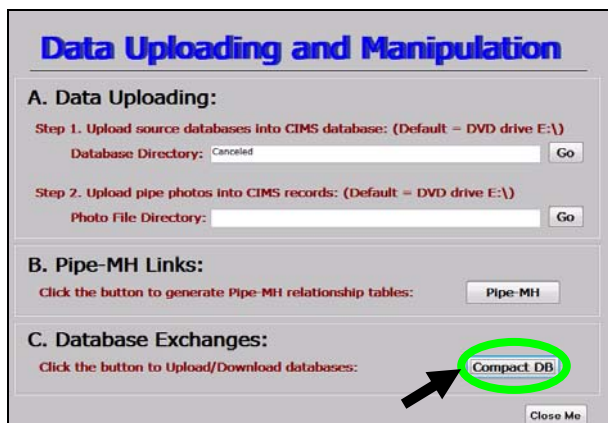 Data Uploading and Manipulation
A. Data Uploading:
Step 1. Upload source databases into CIMS database: (Default = DVD drive E:\)
Database Directory: Canceled Go
Step 2. Upload pipe photos into CIMS records: (Default = DVD drive E:\)
Photo File Directory: Go
B. Pipe-MH Links:
Click the button to generate Pipe-MH relationship tables: Pipe-MH
C. Database Exchanges:
Click the button to Upload/Download databases: Compact DB
Close Me